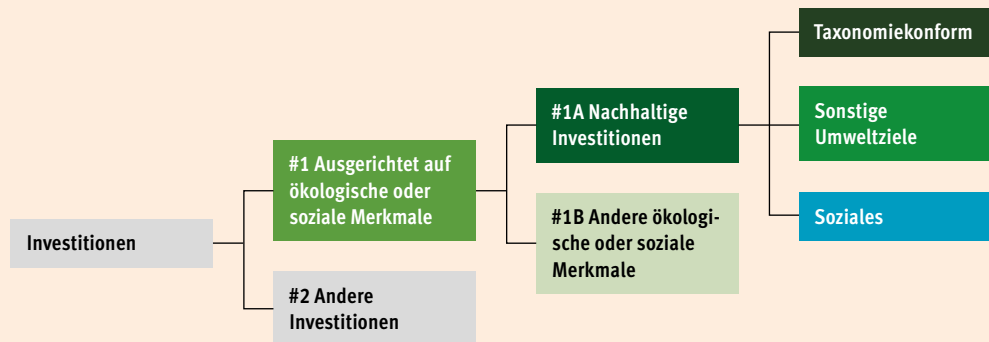 Investitionen
#1 Ausgerichtet auf
ökologische oder
soziale Merkmale
#2 Andere
Investitionen
#1A Nachhaltige
Investitionen
#1B Andere ökologi-
sche oder soziale
Merkmale
Taxonomiekonform
Sonstige
Umweltziele
Soziales